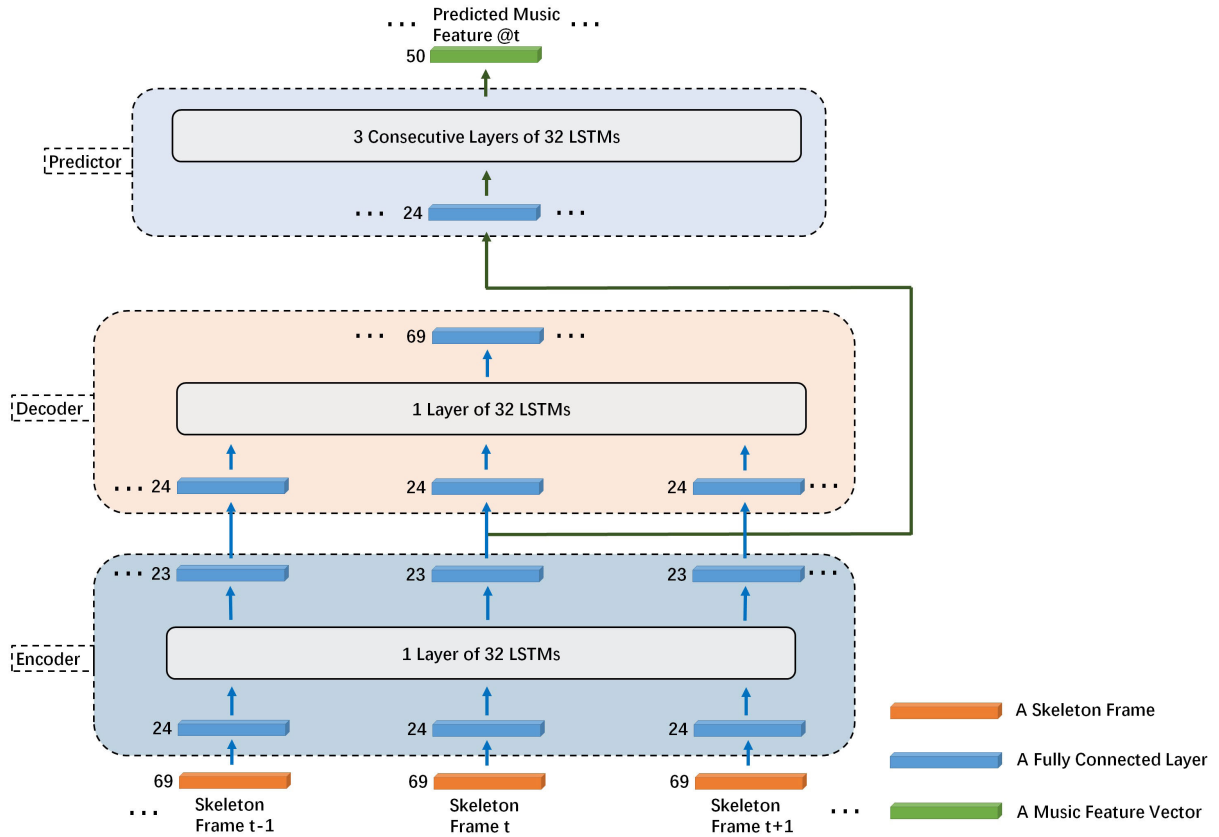 ... Predicted Music ...
Feature @t
50
3 Consecutive Layers of 32 LSTMs
Predictor
... 24 ...
... 69 ...
1 Layer of 32 LSTMs
Decoder
... 24 24 24 ...
... 23 23 23 ...
1 Layer of 32 LSTMs
Encoder
24 24 24
69 69 69
... Skeleton Skeleton Skeleton ...
Frame t-1 Frame t Frame t+1
A Skeleton Frame
A Fully Connected Layer
A Music Feature Vector